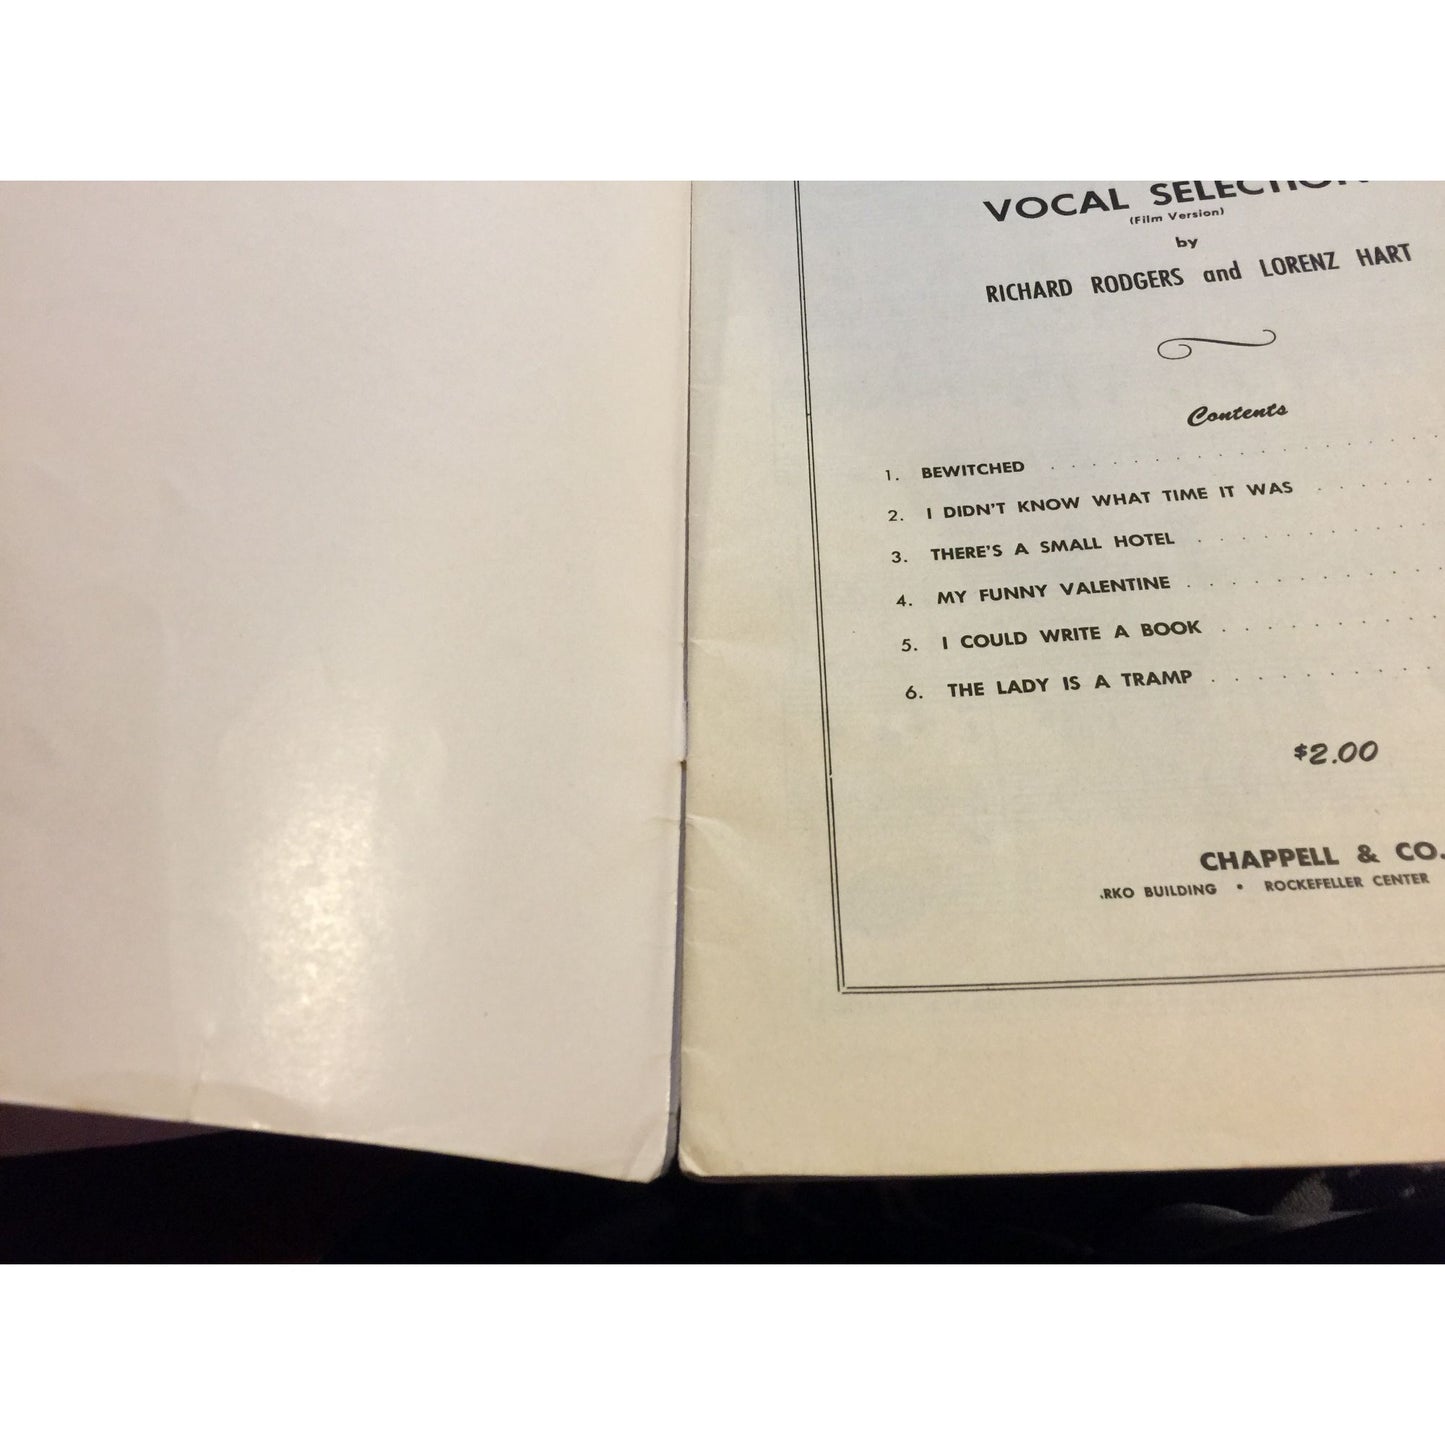 VOCAL SELECTION
(Film Version)
by
RICHARD RODGERS and LORENZ HART
Contents
1. BEWITCHED . . . . . . . . . . . . . .
2. I DIDN'T KNOW WHAT TIME IT WAS . . . . .
3. THERE'S A SMALL HOTEL . . . . . . . . .
4. MY FUNNY VALENTINE . . . . . . . . . .
5. I COULD WRITE A BOOK . . . . . . . . .
6. THE LADY IS A TRAMP . . . . . . . . . .
$2.00
CHAPPELL & CO.
RKO BUILDING • ROCKEFELLER CENTER